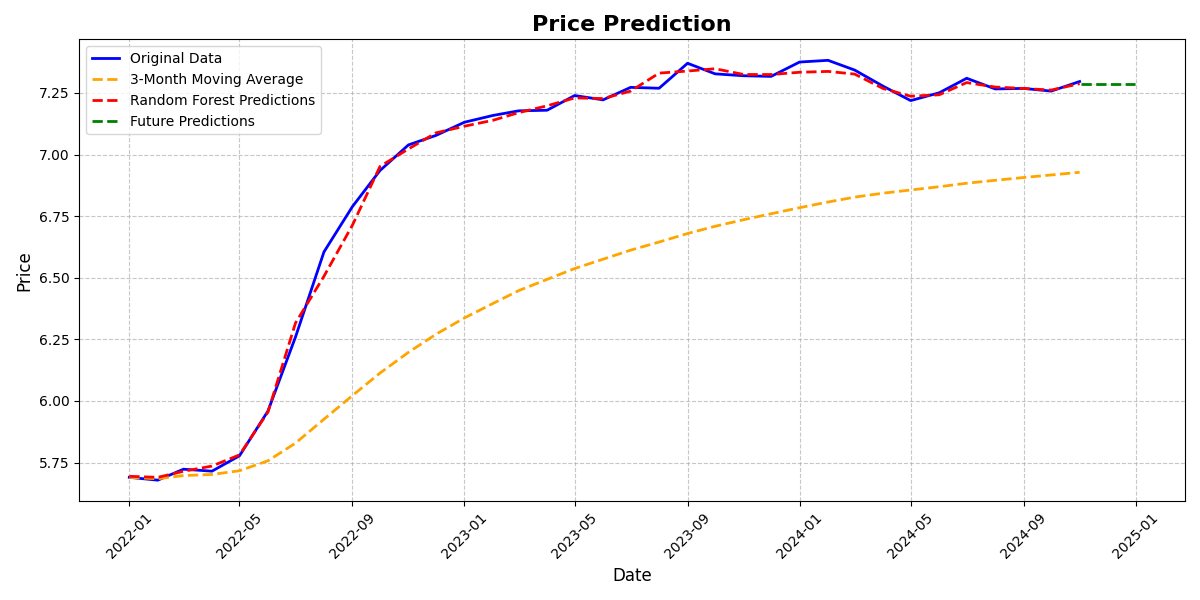 Price Prediction
Original Data
3-Month Moving Average
Random Forest Predictions
Future Predictions
Price
7.25
7.00
6.75
6.50
6.25
6.00
5.75
2022-01
2022-05
2022-09
2023-01
2023-05
2023-09
2024-01
2024-05
2024-09
2025-01
Date